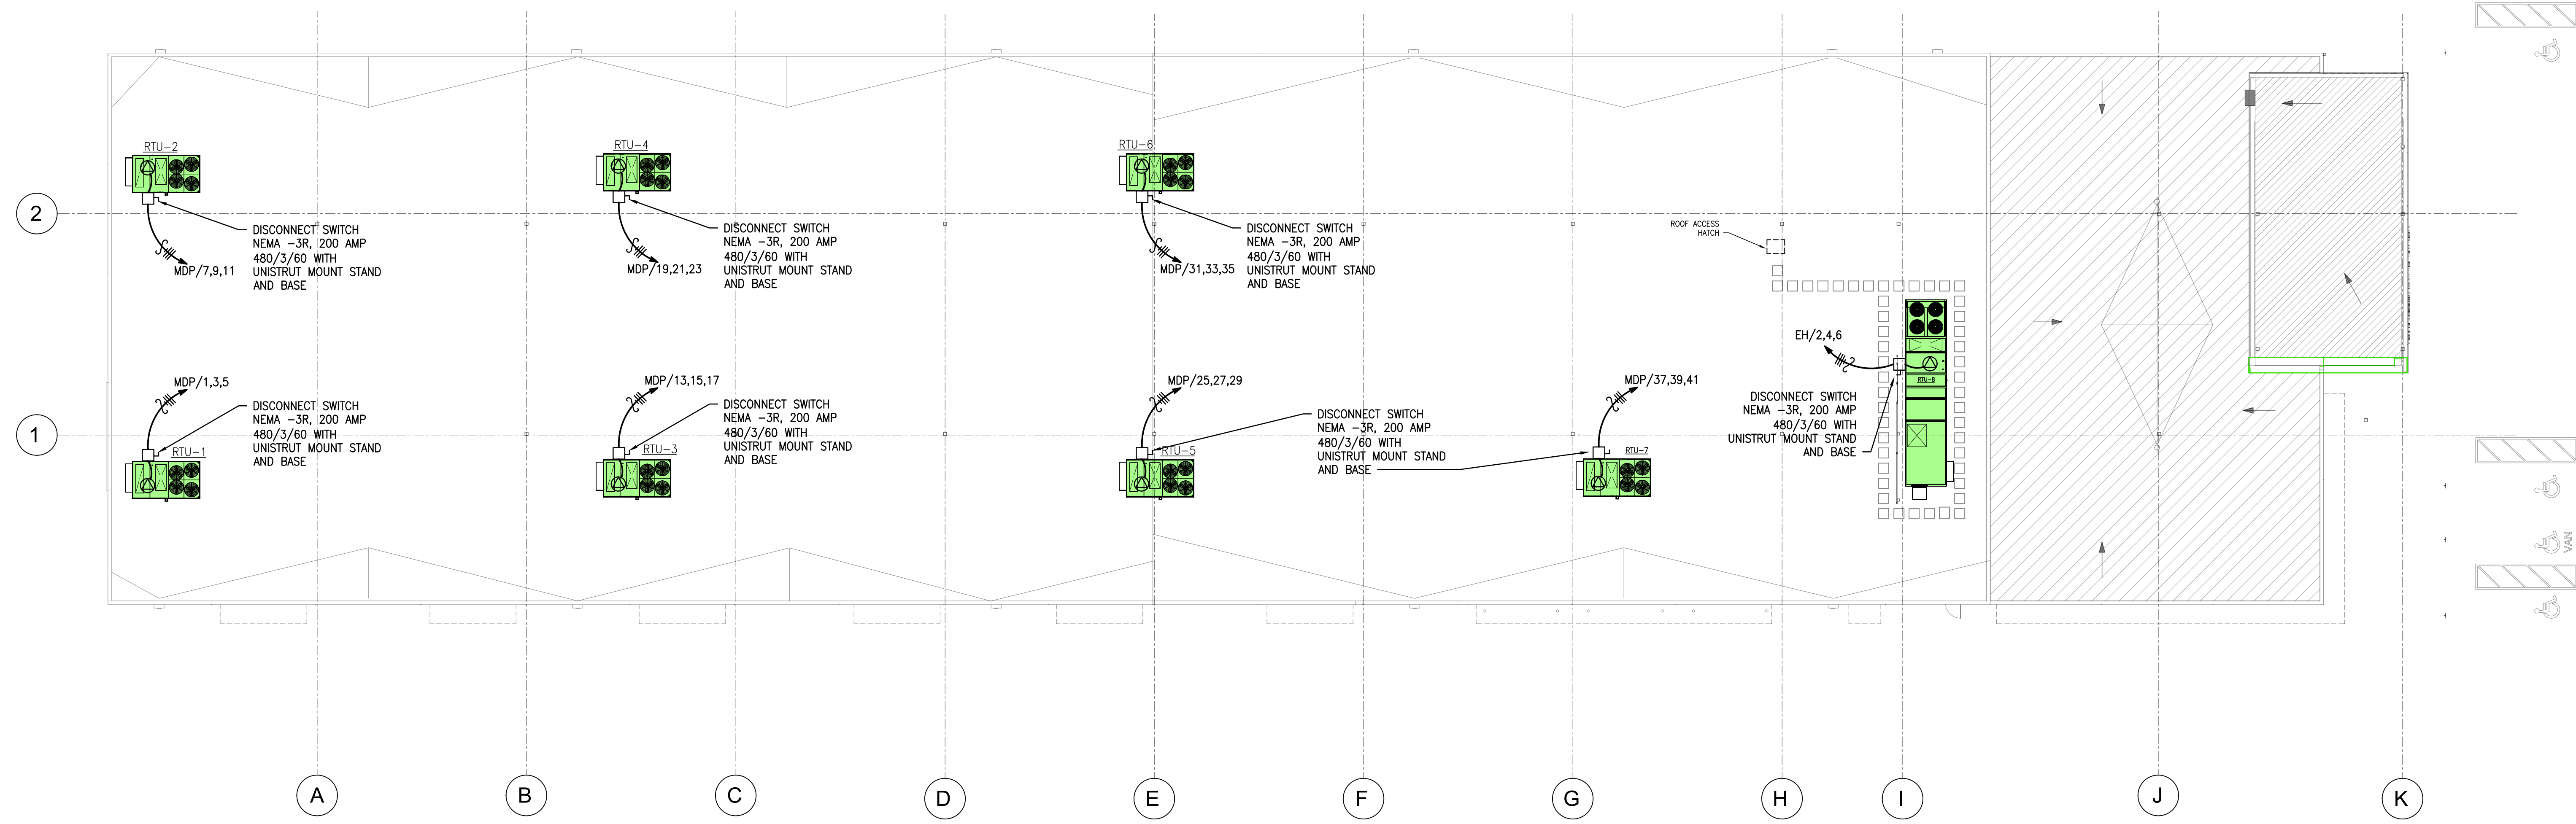 RTU-2
DISCONNECT SWITCH
NEMA -3R, 200 AMP
480/3/60 WITH
UNISTRUT MOUNT STAND
AND BASE
MDP/7,9,11
RTU-4
DISCONNECT SWITCH
NEMA -3R, 200 AMP
480/3/60 WITH
UNISTRUT MOUNT STAND
AND BASE
MDP/19,21,23
RTU-6
DISCONNECT SWITCH
NEMA -3R, 200 AMP
480/3/60 WITH
UNISTRUT MOUNT STAND
AND BASE
MDP/31,33,35
ROOF ACCESS
HATCH
2
MDP/1,3,5
DISCONNECT SWITCH
NEMA -3R, 200 AMP
480/3/60 WITH
UNISTRUT MOUNT STAND
AND BASE
RTU-1
MDP/13,15,17
DISCONNECT SWITCH
NEMA -3R, 200 AMP
480/3/60 WITH
UNISTRUT MOUNT STAND
AND BASE
RTU-3
MDP/25,27,29
DISCONNECT SWITCH
NEMA -3R, 200 AMP
480/3/60 WITH
UNISTRUT MOUNT STAND
AND BASE
RTU-5
MDP/37,39,41
RTU-7
EH/2,4,6
RTU-8
DISCONNECT SWITCH
NEMA -3R, 200 AMP
480/3/60 WITH
UNISTRUT MOUNT STAND
AND BASE
1
VAN
A
B
C
D
E
F
G
H
I
J
K